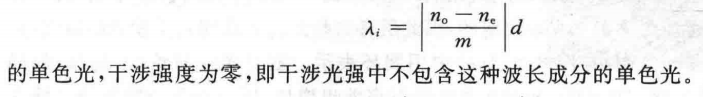 λᵢ = |(nₒ − nₑ)/m| d
的单色光，干涉强度为零，即干涉光强中不包含这种波长成分的单色光。